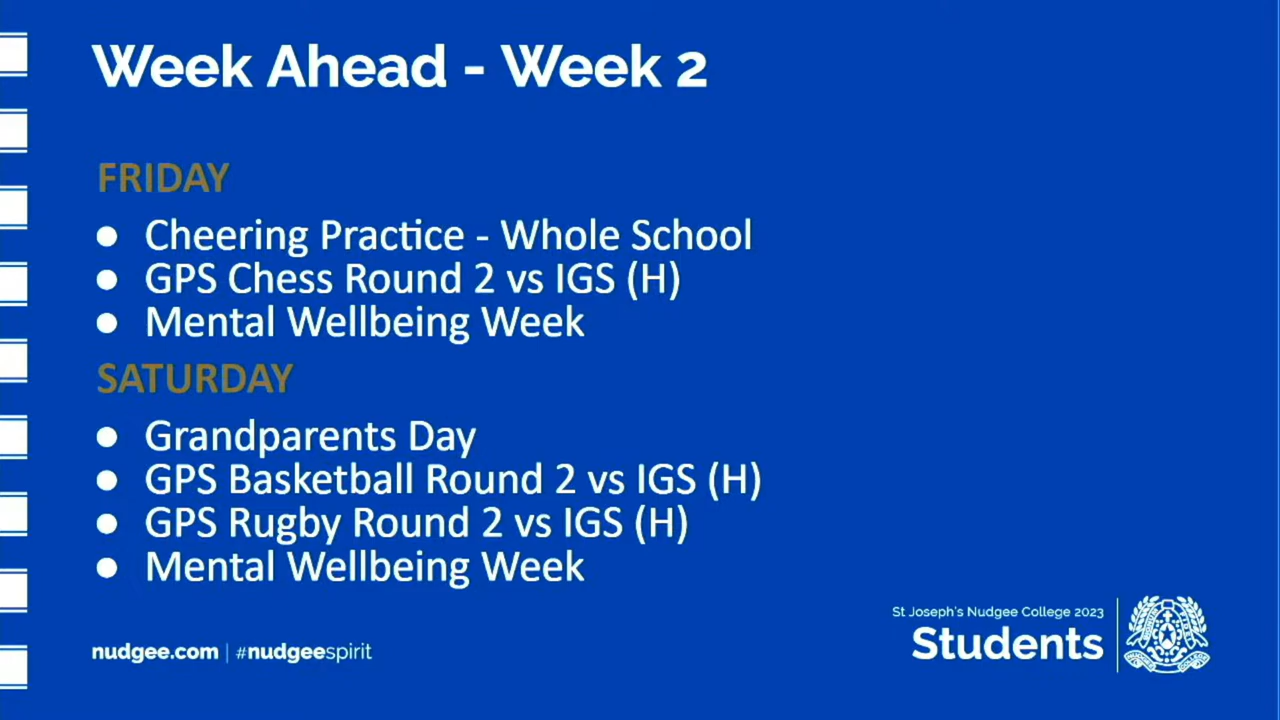 Week Ahead - Week 2
FRIDAY
● Cheering Practice - Whole School
● GPS Chess Round 2 vs IGS (H)
● Mental Wellbeing Week
SATURDAY
● Grandparents Day
● GPS Basketball Round 2 vs IGS (H)
● GPS Rugby Round 2 vs IGS (H)
● Mental Wellbeing Week
St Joseph's Nudgee College 2023
Students
nudgee.com | #nudgeespirit